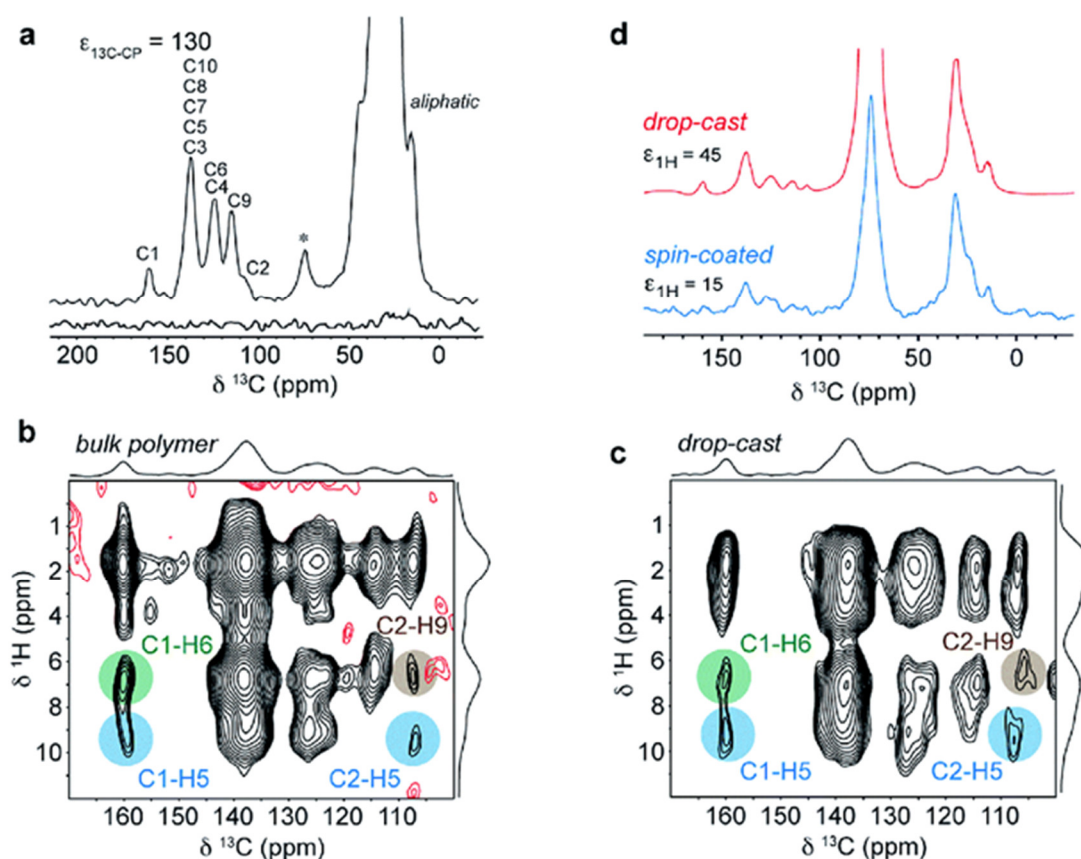 a
ε13C-CP = 130
C10
C8
C7
C5
C3
C6
C4
C9
C1
C2
*
aliphatic
200 150 100 50 0
δ 13C (ppm)
d
drop-cast
ε1H = 45
spin-coated
ε1H = 15
150 100 50 0
δ 13C (ppm)
b
bulk polymer
δ 1H (ppm)
1
2
4
6
8
10
C1-H6
C2-H9
C1-H5
C2-H5
160 150 140 130 120 110
δ 13C (ppm)
c
drop-cast
δ 1H (ppm)
1
2
4
6
8
10
C1-H6
C2-H9
C1-H5
C2-H5
160 150 140 130 120 110
δ 13C (ppm)